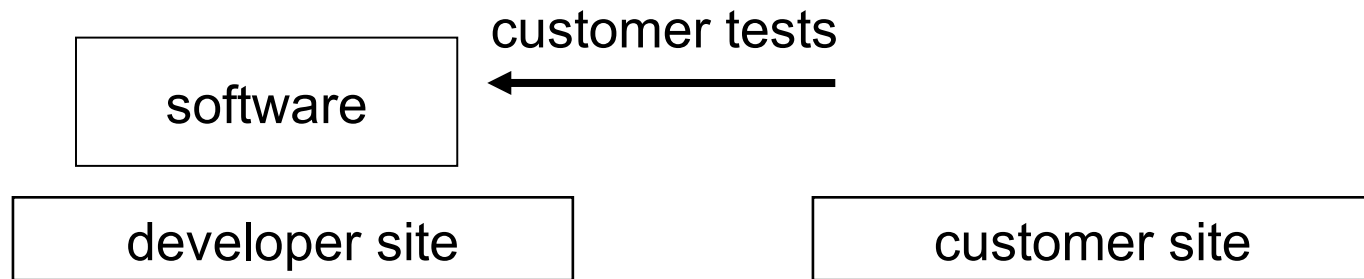 customer tests
software
developer site
customer site